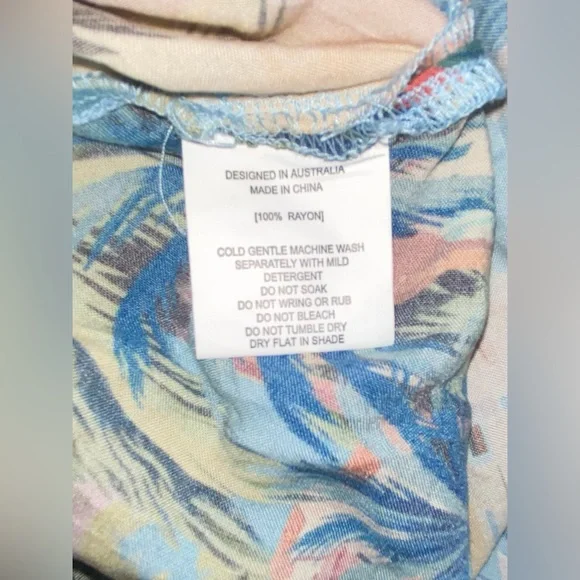 DESIGNED IN AUSTRALIA
MADE IN CHINA
[100% RAYON]
COLD GENTLE MACHINE WASH
SEPARATELY WITH MILD
DETERGENT
DO NOT SOAK
DO NOT WRING OR RUB
DO NOT BLEACH
DO NOT TUMBLE DRY
DRY FLAT IN SHADE